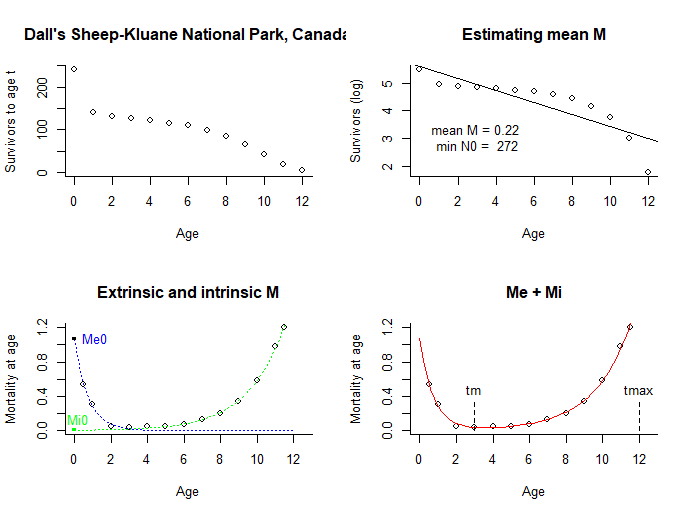 Dall's Sheep-Kluane National Park, Canada
Survivors to age t
200
100
0
0 2 4 6 8 10 12
Age
Estimating mean M
Survivors (log)
5
4
3
2
mean M = 0.22
min N0 = 272
0 2 4 6 8 10 12
Age
Extrinsic and intrinsic M
Mortality at age
1.2
0.8
0.4
0.0
Me0
Mi0
0 2 4 6 8 10 12
Age
Me + Mi
Mortality at age
1.2
0.8
0.4
0.0
tm
tmax
0 2 4 6 8 10 12
Age